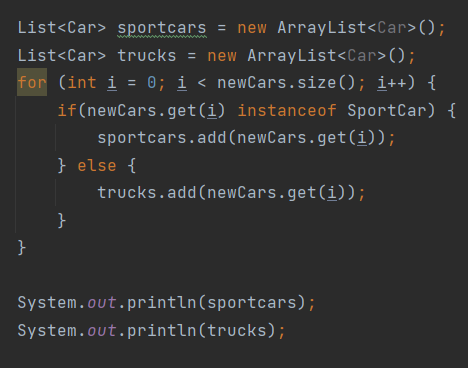 List<Car> sportcars = new ArrayList<Car>();
List<Car> trucks = new ArrayList<Car>();
for (int i = 0; i < newCars.size(); i++) {
    if(newCars.get(i) instanceof SportCar) {
        sportcars.add(newCars.get(i));
    } else {
        trucks.add(newCars.get(i));
    }
}
System.out.println(sportcars);
System.out.println(trucks);